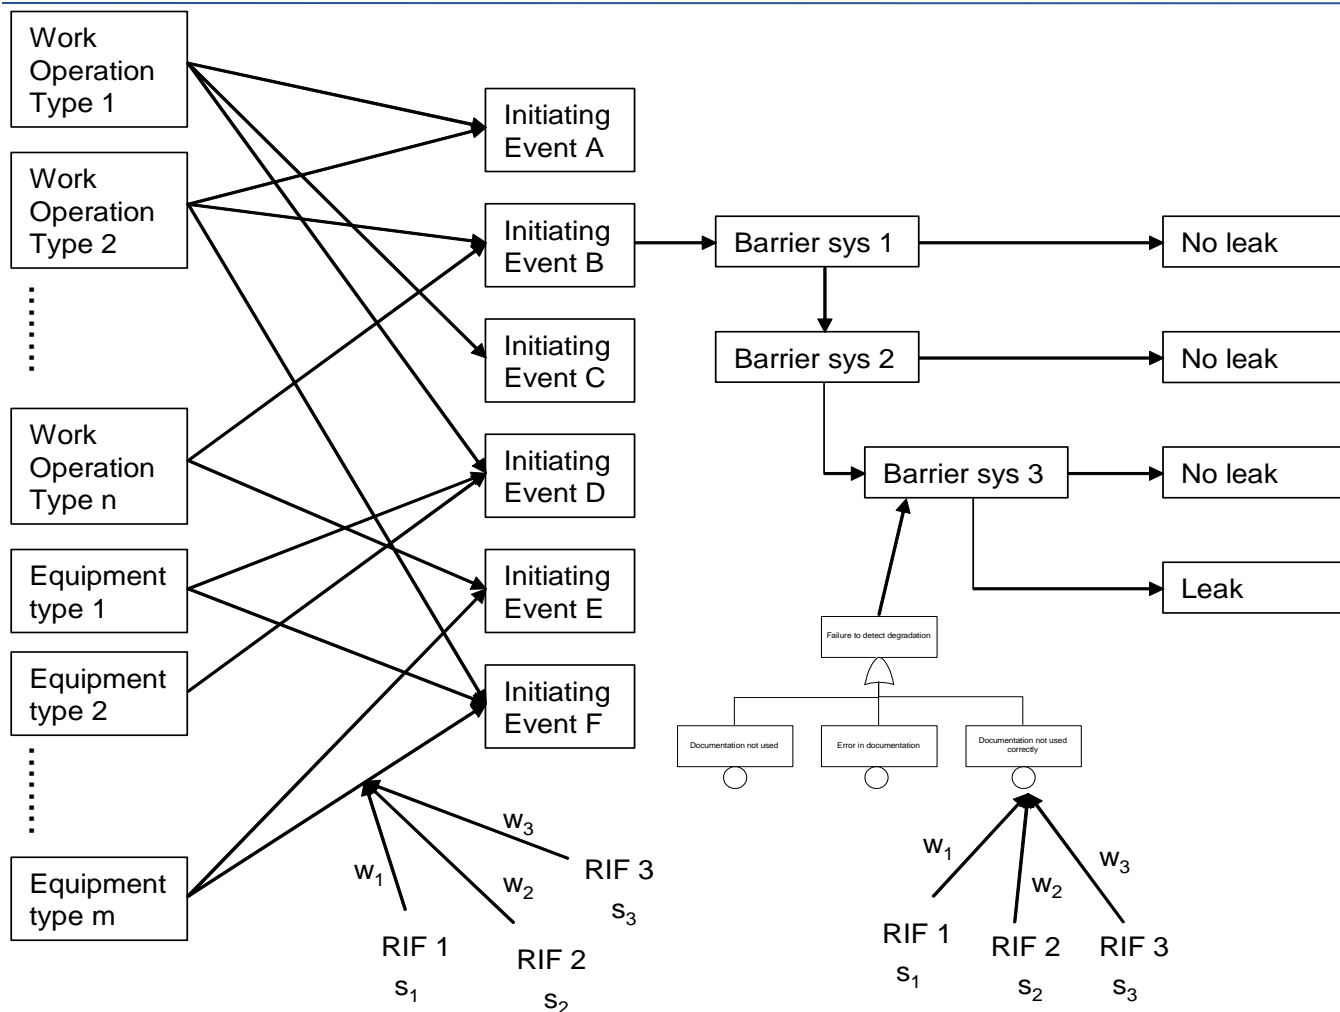 Work
Operation
Type 1
Work
Operation
Type 2
Work
Operation
Type n
Equipment
type 1
Equipment
type 2
Equipment
type m
Initiating
Event A
Initiating
Event B
Initiating
Event C
Initiating
Event D
Initiating
Event E
Initiating
Event F
Barrier sys 1
No leak
Barrier sys 2
No leak
Barrier sys 3
No leak
Leak
Failure to detect degradation
Documentation not used
Error in documentation
Documentation not used
correctly
w₁
w₂
w₃
RIF 1
s₁
RIF 2
s₂
RIF 3
s₃
w₁
w₂
w₃
RIF 1
s₁
RIF 2
s₂
RIF 3
s₃